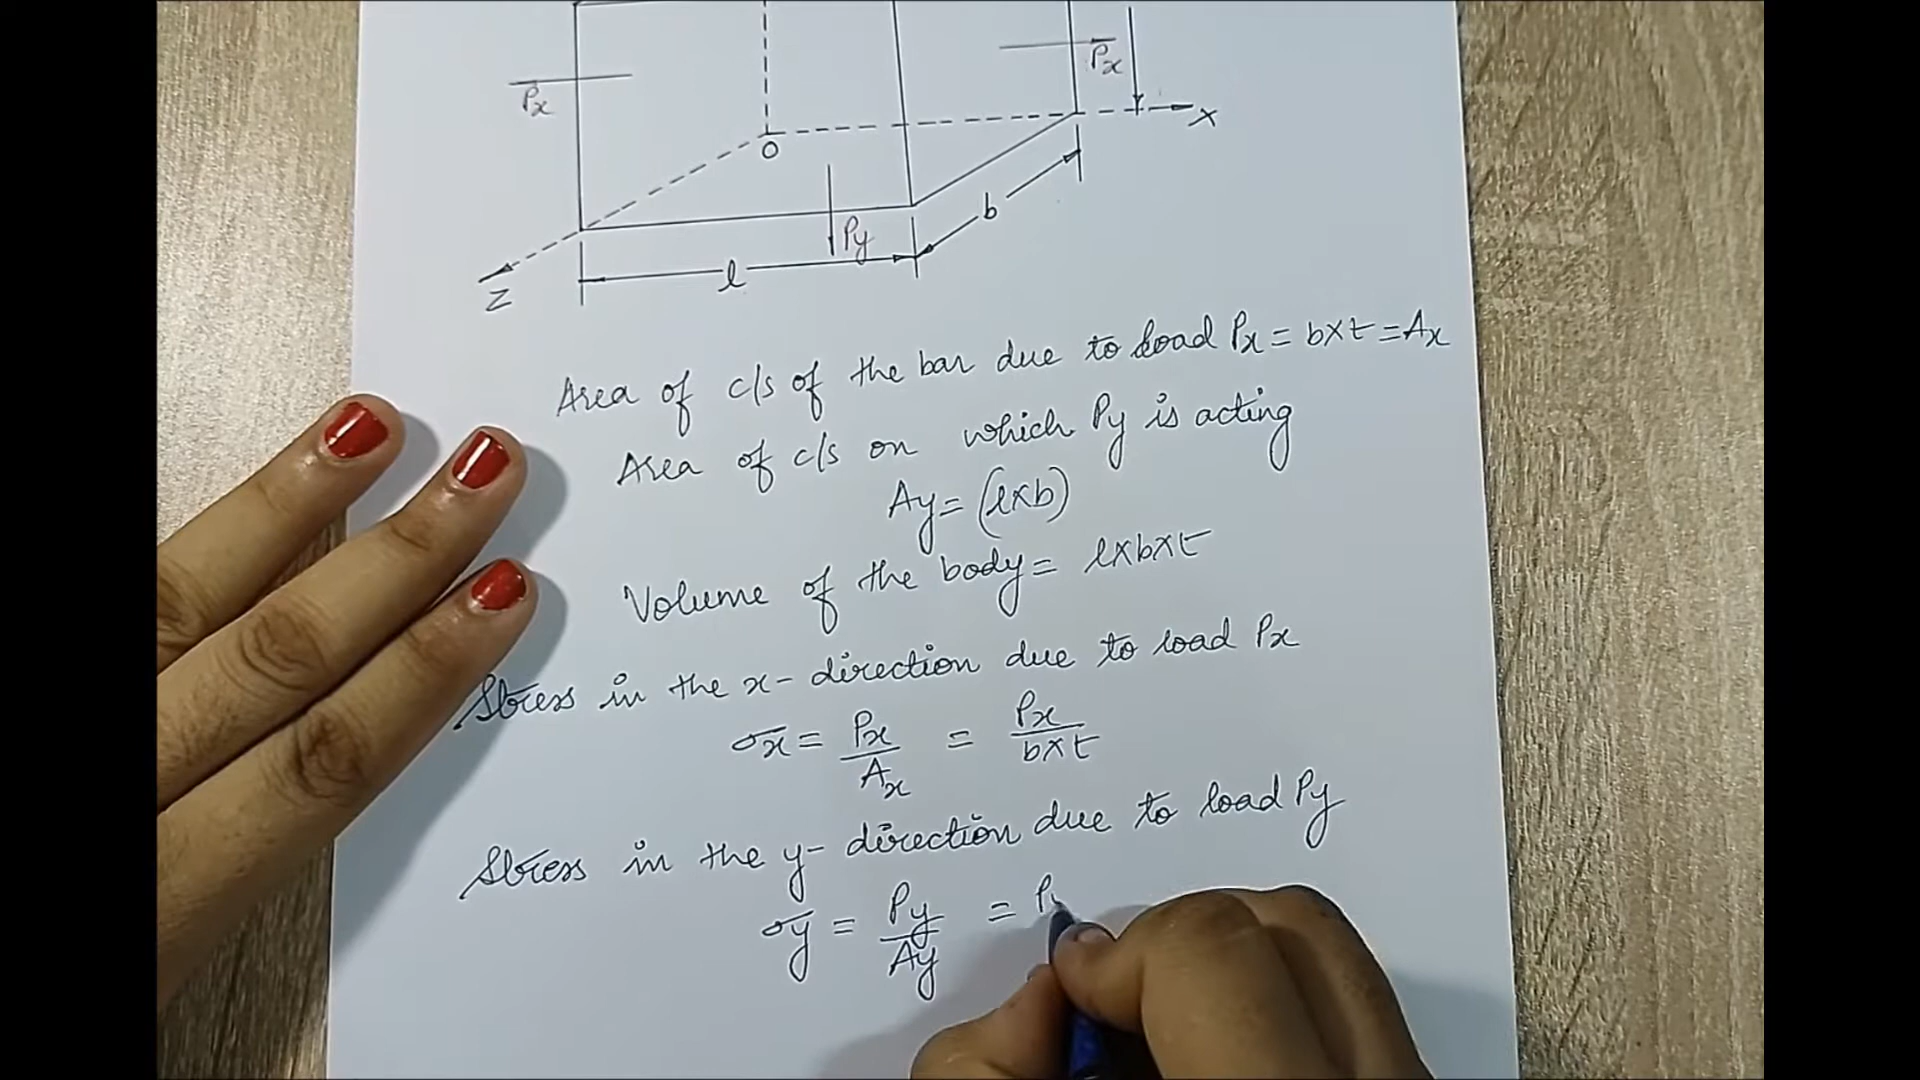 Px
Px
X
O
b
Py
l
Z
Area of c/s of the bar due to load Px = b×t = Ax
Area of c/s on which Py is acting
Ay = (l×b)
Volume of the body = l×b×t
Stress in the x-direction due to load Px
σx = Px/Ax = Px/b×t
Stress in the y-direction due to load Py
σy = Py/Ay = Py